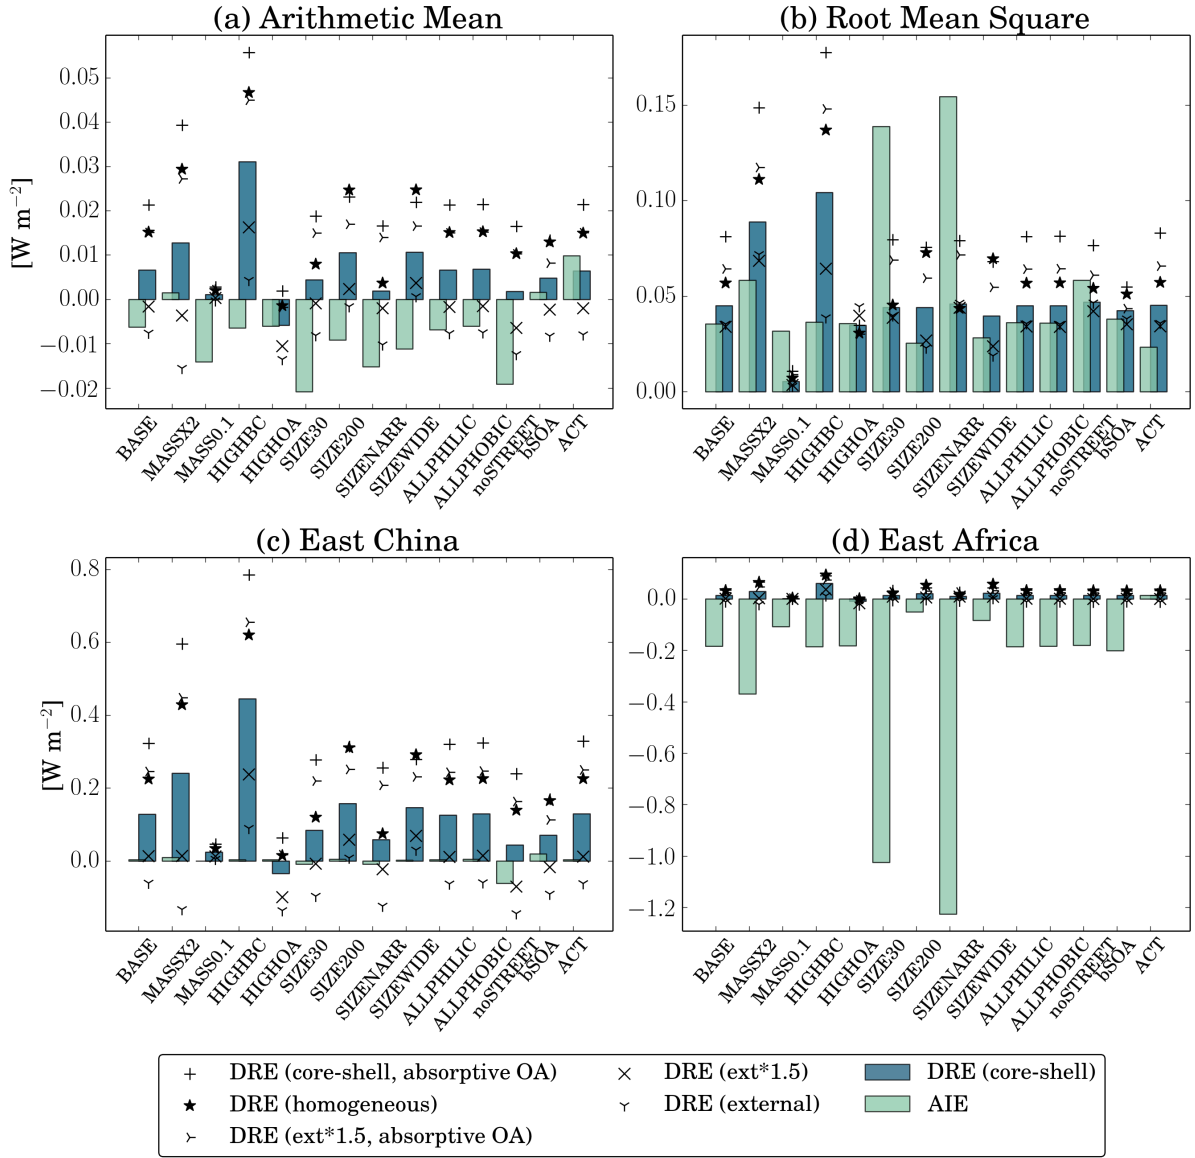 (a) Arithmetic Mean
(b) Root Mean Square
[W m−2]
0.05
0.04
0.03
0.02
0.01
0.00
−0.01
−0.02
BASE
MASSX2
MASS0.1
HIGHBC
HIGHOA
SIZE30
SIZE200
SIZENARR
SIZEWIDE
ALLPHILIC
ALLPHOBIC
noSTREET
bSOA
ACT
0.15
0.10
0.05
0.00
BASE
MASSX2
MASS0.1
HIGHBC
HIGHOA
SIZE30
SIZE200
SIZENARR
SIZEWIDE
ALLPHILIC
ALLPHOBIC
noSTREET
bSOA
ACT
(c) East China
(d) East Africa
[W m−2]
0.8
0.6
0.4
0.2
0.0
BASE
MASSX2
MASS0.1
HIGHBC
HIGHOA
SIZE30
SIZE200
SIZENARR
SIZEWIDE
ALLPHILIC
ALLPHOBIC
noSTREET
bSOA
ACT
0.0
−0.2
−0.4
−0.6
−0.8
−1.0
−1.2
BASE
MASSX2
MASS0.1
HIGHBC
HIGHOA
SIZE30
SIZE200
SIZENARR
SIZEWIDE
ALLPHILIC
ALLPHOBIC
noSTREET
bSOA
ACT
DRE (core-shell, absorptive OA)
DRE (homogeneous)
DRE (ext*1.5, absorptive OA)
DRE (ext*1.5)
DRE (external)
DRE (core-shell)
AIE